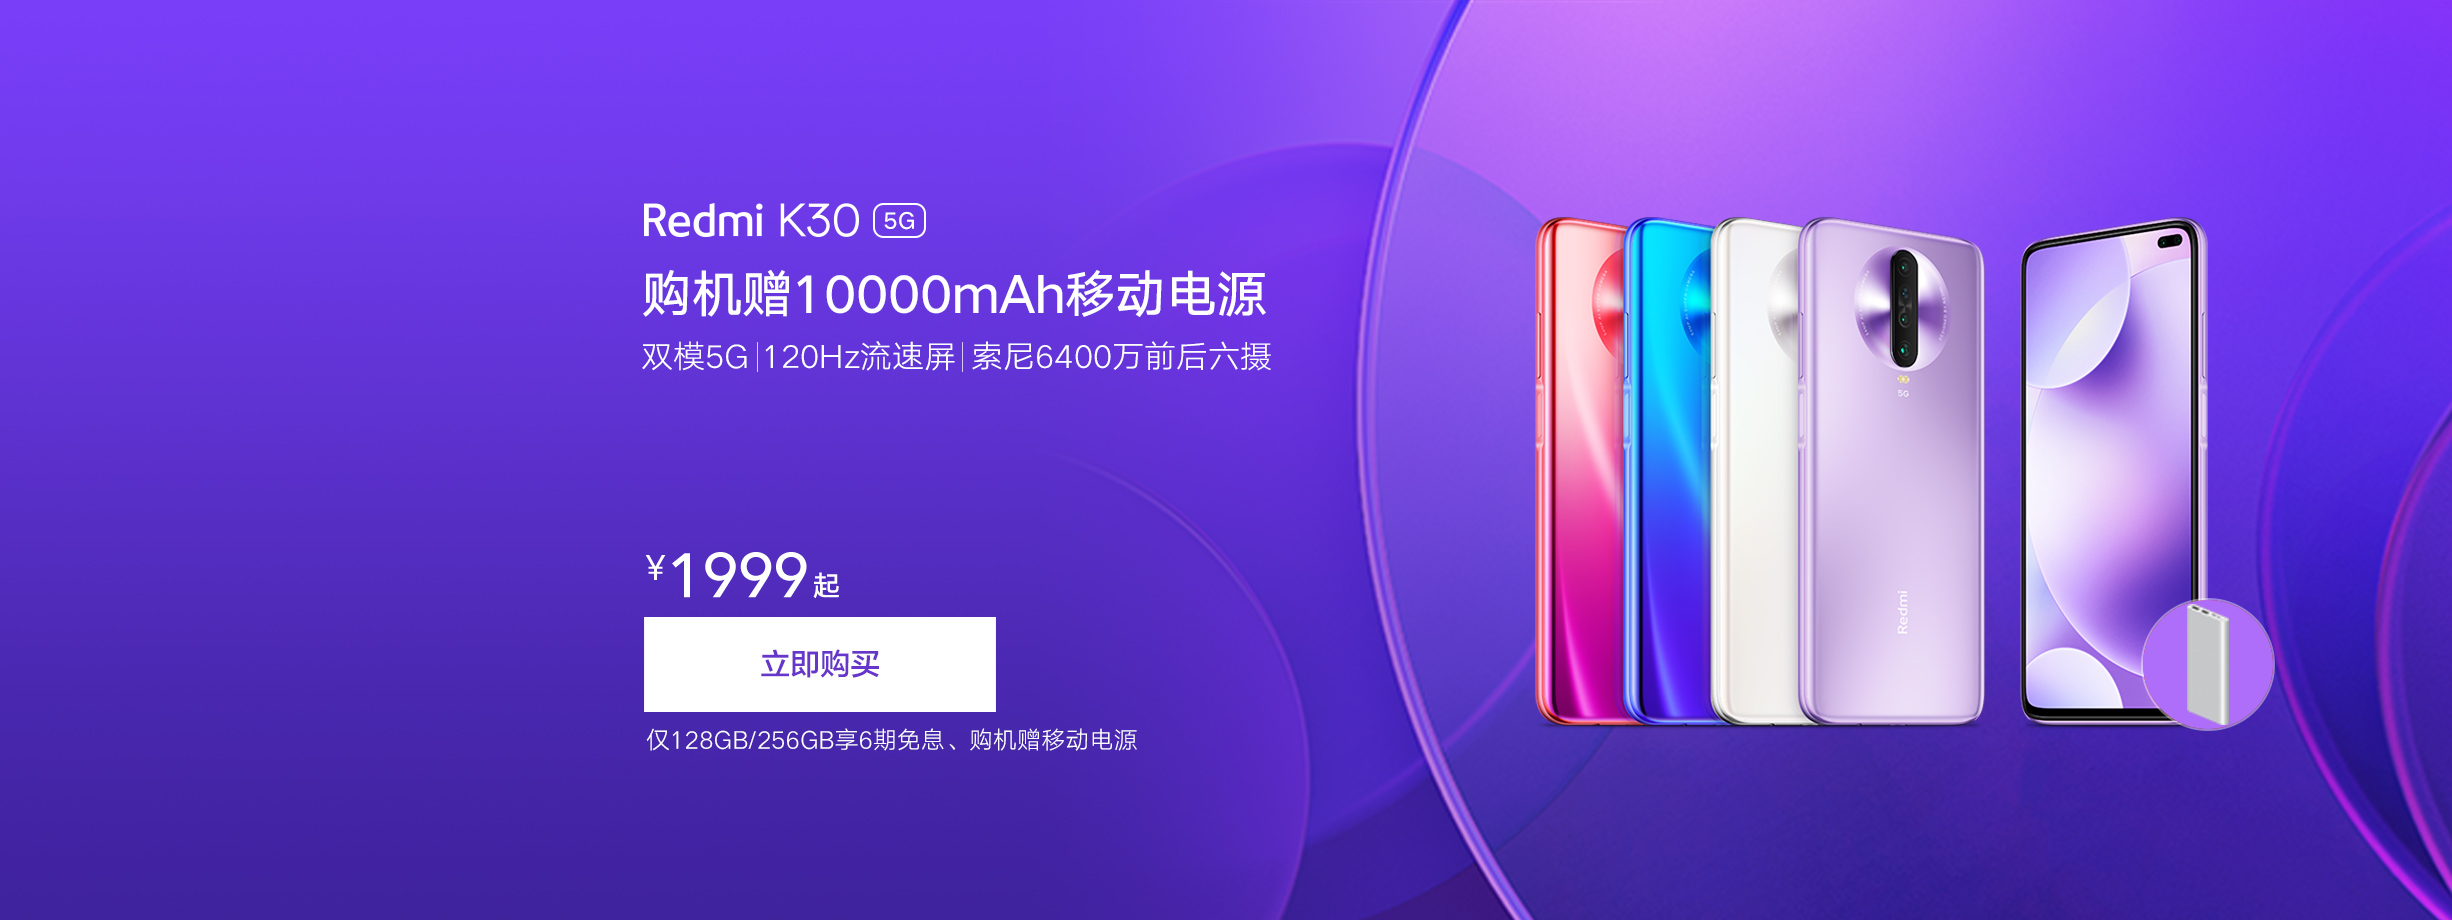 Redmi K30 5G
购机赠10000mAh移动电源
双模5G|120Hz流速屏|索尼6400万前后六摄
¥1999起
立即购买
仅128GB/256GB享6期免息、购机赠移动电源
5G
Redmi